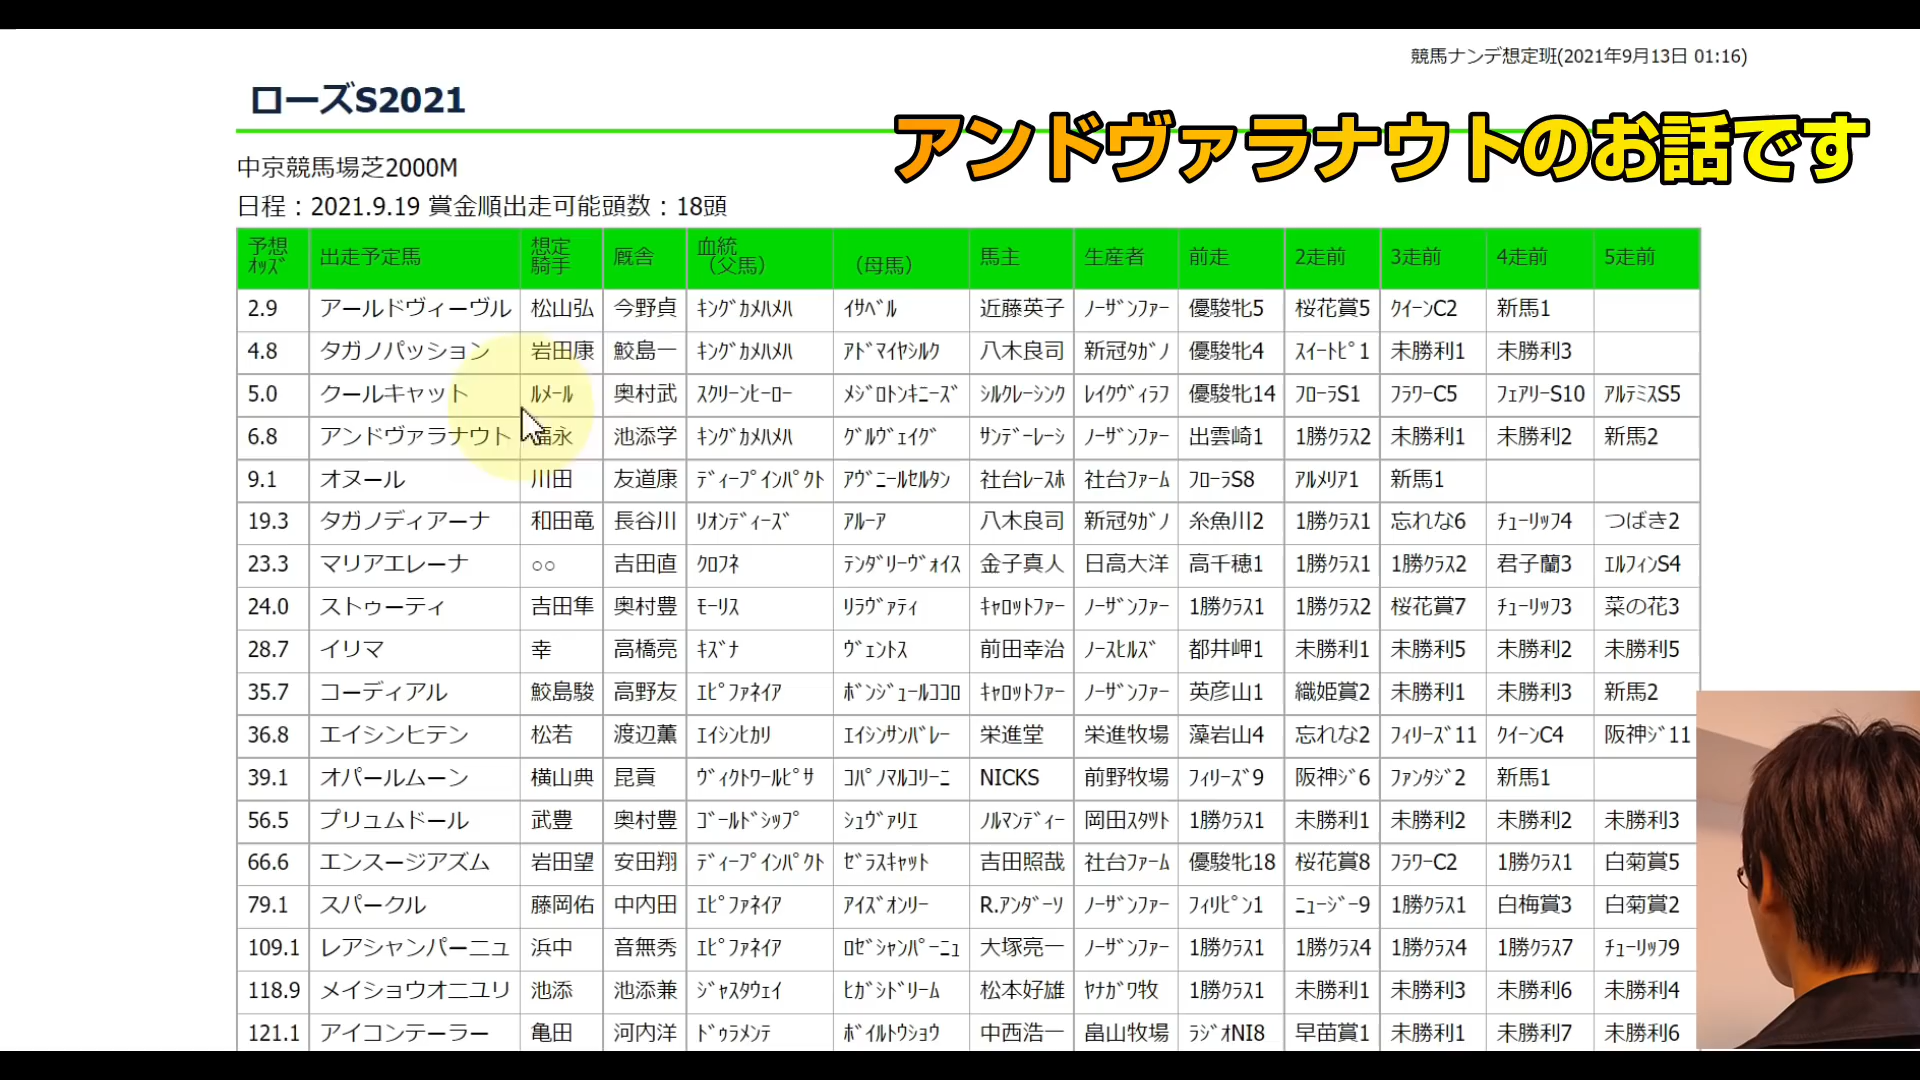 競馬ナンデ想定班(2021年9月13日 01:16)
ローズS2021
アンドヴァラナウトのお話です
中京競馬場芝2000M
日程：2021.9.19 賞金順出走可能頭数：18頭
予想ｵｯｽﾞ 出走予定馬 想定騎手 厩舎 血統（父馬） （母馬） 馬主 生産者 前走 2走前 3走前 4走前 5走前
2.9 アールドヴィーヴル 松山弘 今野貞 ｷﾝｸﾞｶﾒﾊﾒﾊ ｲｻﾍﾞﾙ 近藤英子 ﾉｰｻﾞﾝﾌｧｰ 優駿牝5 桜花賞5 ｸｲｰﾝC2 新馬1
4.8 タガノパッション 岩田康 鮫島一 ｷﾝｸﾞｶﾒﾊﾒﾊ ｱﾄﾞﾏｲﾔｼﾙｸ 八木良司 新冠ﾀｶﾞﾉ 優駿牝4 ｽｲｰﾄﾋﾟ1 未勝利1 未勝利3
5.0 クールキャット ﾙﾒｰﾙ 奥村武 ｽｸﾘｰﾝﾋｰﾛｰ ﾒｼﾞﾛﾄﾝｷﾆｰｽﾞ ｼﾙｸﾚｰｼﾝｸ ﾚｲｸｳﾞｨﾗﾌ 優駿牝14 ﾌﾛｰﾗS1 ﾌﾗﾜｰC5 ﾌｪｱﾘｰS10 ｱﾙﾃﾐｽS5
6.8 アンドヴァラナウト 福永 池添学 ｷﾝｸﾞｶﾒﾊﾒﾊ ｸﾞﾙｳﾞｪｲｸﾞ ｻﾝﾃﾞｰﾚｰｼ ﾉｰｻﾞﾝﾌｧｰ 出雲崎1 1勝ｸﾗｽ2 未勝利1 未勝利2 新馬2
9.1 オヌール 川田 友道康 ﾃﾞｨｰﾌﾟｲﾝﾊﾟｸﾄ ｱｳﾞﾆｰﾙｾﾙﾀﾝ 社台ﾚｰｽﾎ 社台ﾌｧｰﾑ ﾌﾛｰﾗS8 ｱﾙﾒﾘｱ1 新馬1
19.3 タガノディアーナ 和田竜 長谷川 ﾘｵﾝﾃﾞｨｰｽﾞ ｱﾙｰｱ 八木良司 新冠ﾀｶﾞﾉ 糸魚川2 1勝ｸﾗｽ1 忘れな6 ﾁｭｰﾘｯﾌ4 つばき2
23.3 マリアエレーナ ○○ 吉田直 ｸﾛﾌﾈ ﾃﾝﾀﾞﾘｰｳﾞｫｲｽ 金子真人 日高大洋 高千穂1 1勝ｸﾗｽ1 1勝ｸﾗｽ2 君子蘭3 ｴﾙﾌｨﾝS4
24.0 ストゥーティ 吉田隼 奥村豊 ﾓｰﾘｽ ﾘﾗｳﾞｧﾃｨ ｷｬﾛｯﾄﾌｧｰ ﾉｰｻﾞﾝﾌｧｰ 1勝ｸﾗｽ1 1勝ｸﾗｽ2 桜花賞7 ﾁｭｰﾘｯﾌ3 菜の花3
28.7 イリマ 幸 高橋亮 ｷｽﾞﾅ ｳﾞｪﾝﾄｽ 前田幸治 ﾉｰｽﾋﾙｽﾞ 都井岬1 未勝利1 未勝利5 未勝利2 未勝利5
35.7 コーディアル 鮫島駿 高野友 ｴﾋﾟﾌｧﾈｲｱ ﾎﾞﾝｼﾞｭｰﾙｺｺﾛ ｷｬﾛｯﾄﾌｧｰ ﾉｰｻﾞﾝﾌｧｰ 英彦山1 織姫賞2 未勝利1 未勝利3 新馬2
36.8 エイシンヒテン 松若 渡辺薫 ｴｲｼﾝﾋｶﾘ ｴｲｼﾝｻﾝﾊﾞﾚｰ 栄進堂 栄進牧場 藻岩山4 忘れな2 ﾌｨﾘｰｽﾞ11 ｸｲｰﾝC4 阪神ｼﾞ11
39.1 オパールムーン 横山典 昆貢 ｳﾞｨｸﾄﾜｰﾙﾋﾟｻ ｺﾊﾟﾉﾏﾙｺﾘｰﾆ NICKS 前野牧場 ﾌｨﾘｰｽﾞ9 阪神ｼﾞ6 ﾌｧﾝﾀｼﾞ2 新馬1
56.5 プリュムドール 武豊 奥村豊 ｺﾞｰﾙﾄﾞｼｯﾌﾟ ｼｭｳﾞｧﾘｴ ﾉﾙﾏﾝﾃﾞｨｰ 岡田ｽﾀﾂﾄ 1勝ｸﾗｽ1 未勝利1 未勝利2 未勝利2 未勝利3
66.6 エンスージアズム 岩田望 安田翔 ﾃﾞｨｰﾌﾟｲﾝﾊﾟｸﾄ ｾﾞﾗｽｷｬｯﾄ 吉田照哉 社台ﾌｧｰﾑ 優駿牝18 桜花賞8 ﾌﾗﾜｰC2 1勝ｸﾗｽ1 白菊賞5
79.1 スパークル 藤岡佑 中内田 ｴﾋﾟﾌｧﾈｲｱ ｱｲｽﾞｵﾝﾘｰ R.ｱﾝﾀﾞｰｿ ﾉｰｻﾞﾝﾌｧｰ ﾌｨﾘﾋﾟﾝ1 ﾆｭｰｼﾞｰ9 1勝ｸﾗｽ1 白梅賞3 白菊賞2
109.1 レアシャンパーニュ 浜中 音無秀 ｴﾋﾟﾌｧﾈｲｱ ﾛｾﾞｼｬﾝﾊﾟｰﾆｭ 大塚亮一 ﾉｰｻﾞﾝﾌｧｰ 1勝ｸﾗｽ1 1勝ｸﾗｽ4 1勝ｸﾗｽ4 1勝ｸﾗｽ7 ﾁｭｰﾘｯﾌ9
118.9 メイショウオニユリ 池添 池添兼 ｼﾞｬｽﾀｳｪｲ ﾋｶﾞｼﾄﾞﾘｰﾑ 松本好雄 ﾔﾅｶﾞﾜ牧 1勝ｸﾗｽ1 未勝利1 未勝利3 未勝利6 未勝利4
121.1 アイコンテーラー 亀田 河内洋 ﾄﾞｩﾗﾒﾝﾃ ﾎﾞｲﾙﾄｳｼｮｳ 中西浩一 畠山牧場 ﾗｼﾞｵNI8 早苗賞1 未勝利1 未勝利7 未勝利6